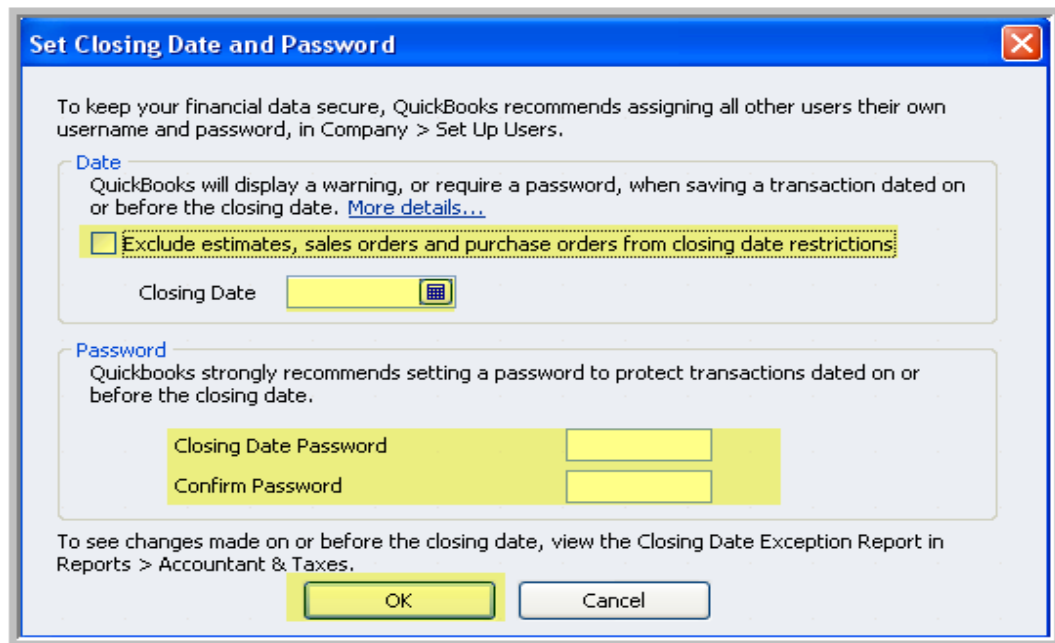 Set Closing Date and Password
To keep your financial data secure, QuickBooks recommends assigning all other users their own
username and password, in Company > Set Up Users.
Date
QuickBooks will display a warning, or require a password, when saving a transaction dated on
or before the closing date. More details...
Exclude estimates, sales orders and purchase orders from closing date restrictions
Closing Date
Password
Quickbooks strongly recommends setting a password to protect transactions dated on or
before the closing date.
Closing Date Password
Confirm Password
To see changes made on or before the closing date, view the Closing Date Exception Report in
Reports > Accountant & Taxes.
OK Cancel